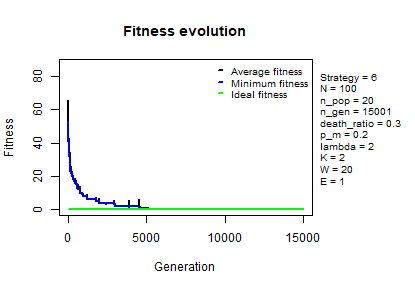 Fitness evolution
Average fitness
Minimum fitness
Ideal fitness
Strategy = 6
N = 100
n_pop = 20
n_gen = 15001
death_ratio = 0.3
p_m = 0.2
lambda = 2
K = 2
W = 20
E = 1
Fitness
80
60
40
20
0
0 5000 10000 15000
Generation